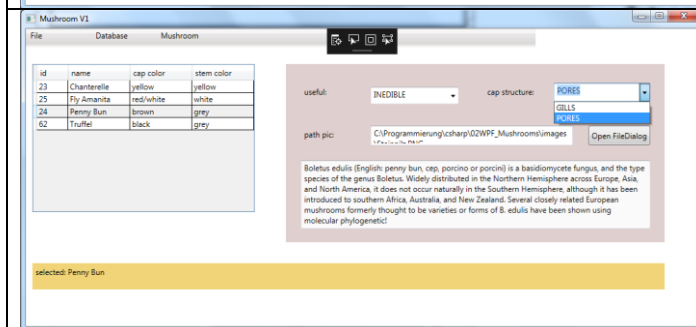 Mushroom V1
File Database Mushroom
id name cap color stem color
23 Chanterelle yellow yellow
25 Fly Amanita red/white white
24 Penny Bun brown grey
62 Truffel black grey
useful: INEDIBLE cap structure: PORES
GILLS
PORES
path pic: C:\Programmierung\csharp\02WPF_Mushrooms\images Open FileDialog
Boletus edulis (English: penny bun, cep, porcino or porcini) is a basidiomycete fungus, and the type
species of the genus Boletus. Widely distributed in the Northern Hemisphere across Europe, Asia,
and North America, it does not occur naturally in the Southern Hemisphere, although it has been
introduced to southern Africa, Australia, and New Zealand. Several closely related European
mushrooms formerly thought to be varieties or forms of B. edulis have been shown using
molecular phylogenetic!
selected: Penny Bun